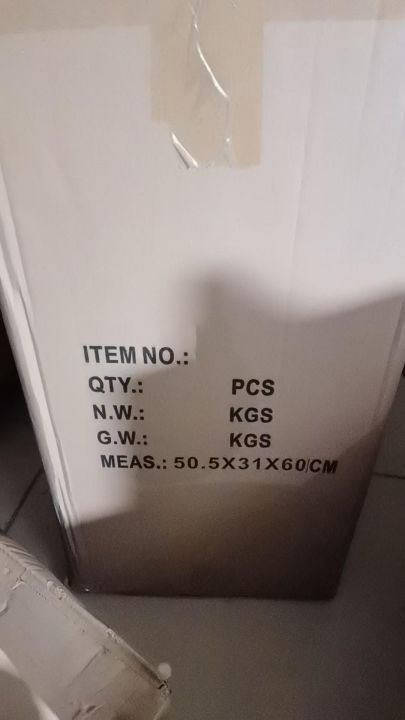 ITEM NO.:
QTY.: PCS
N.W.: KGS
G.W.: KGS
MEAS.: 50.5X31X60/CM